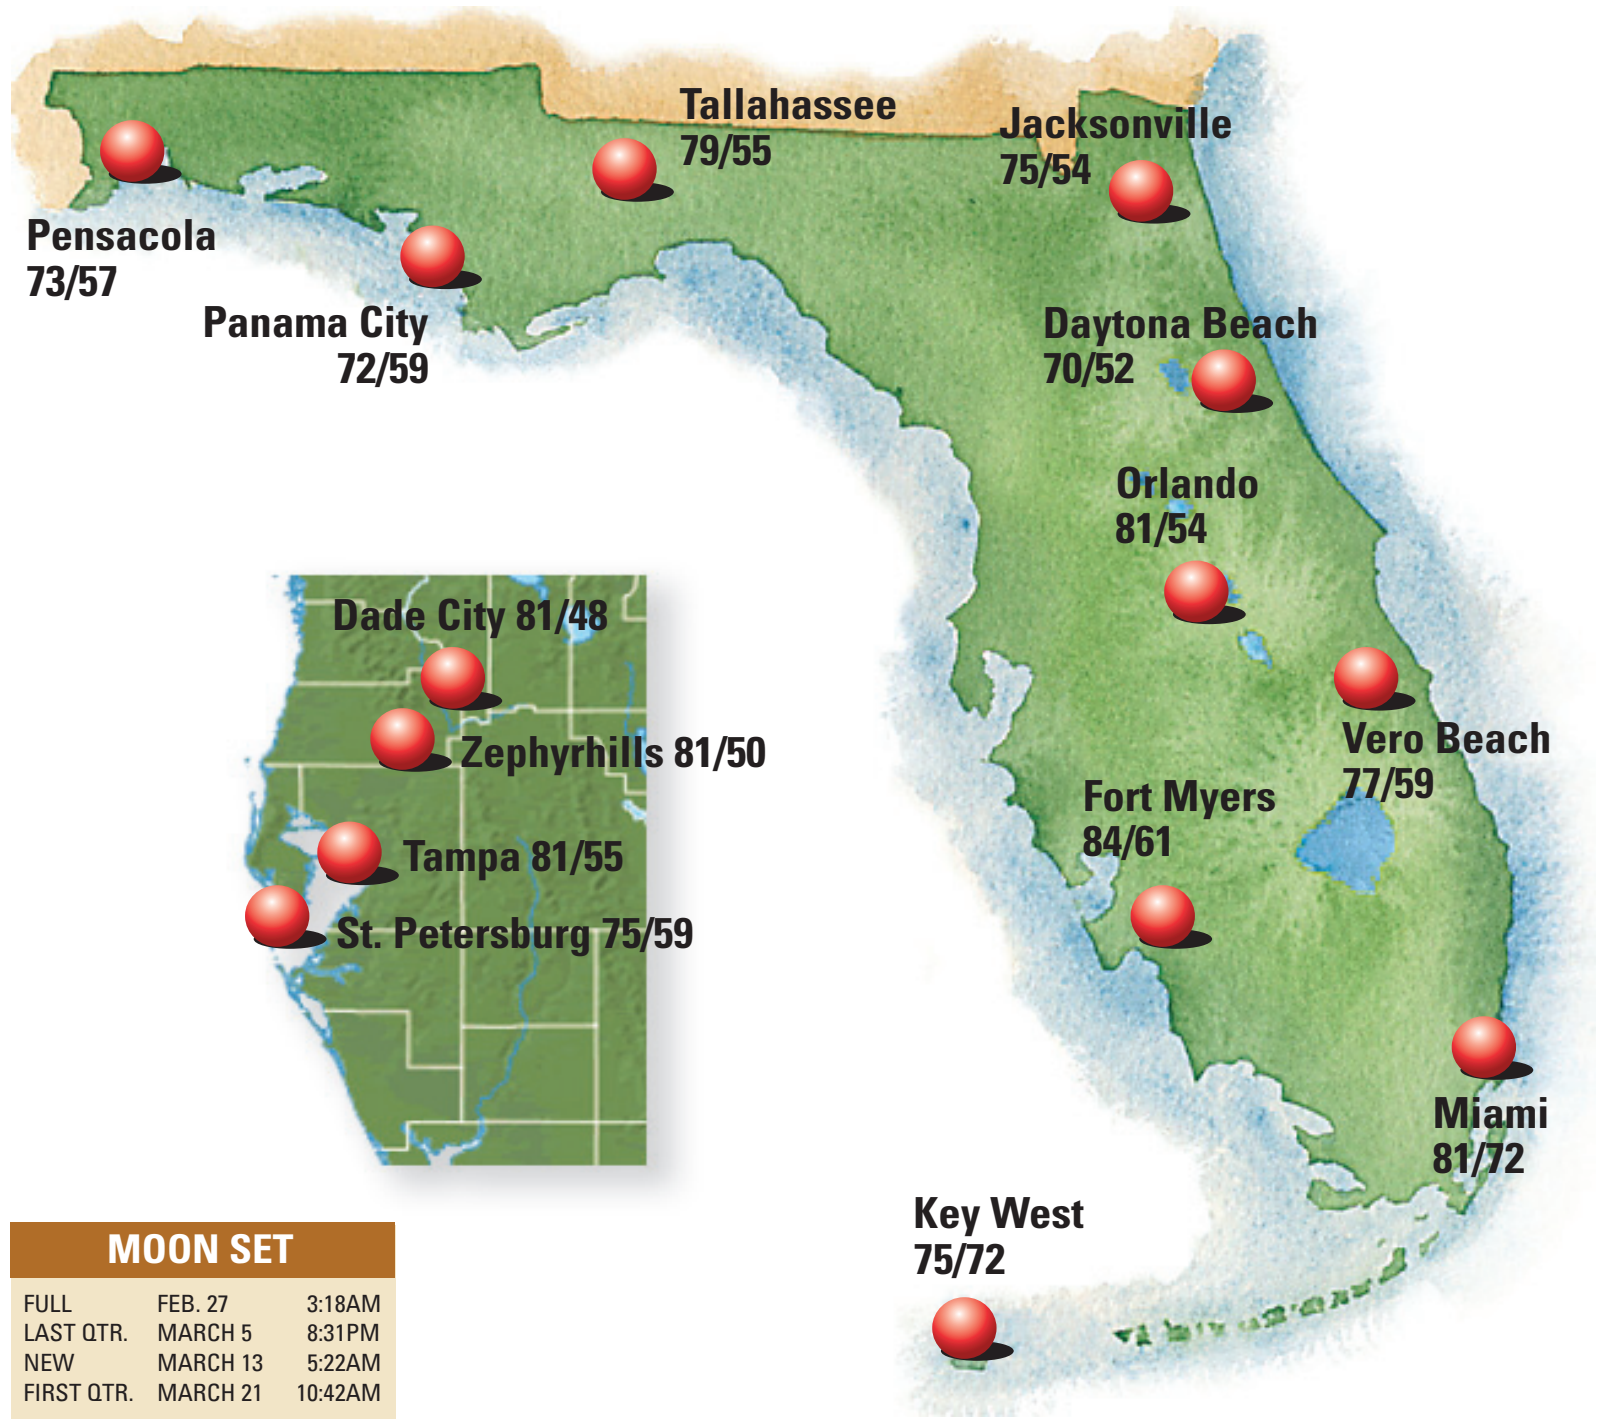 Tallahassee
79/55
Jacksonville
75/54
Pensacola
73/57
Panama City
72/59
Daytona Beach
70/52
Orlando
81/54
Dade City 81/48
Zephyrhills 81/50
Tampa 81/55
St. Petersburg 75/59
Vero Beach
77/59
Fort Myers
84/61
Miami
81/72
Key West
75/72
MOON SET
FULL FEB. 27 3:18AM
LAST QTR. MARCH 5 8:31PM
NEW MARCH 13 5:22AM
FIRST QTR. MARCH 21 10:42AM